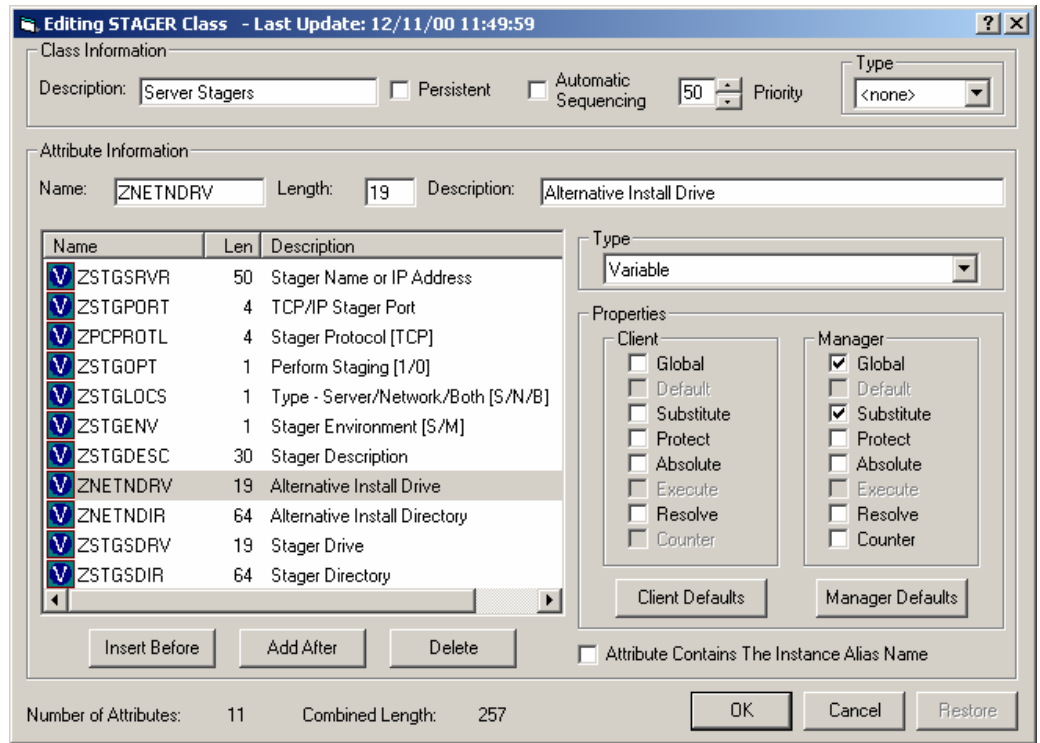 Editing STAGER Class - Last Update: 12/11/00 11:49:59
Class Information
Description: Server Stagers Persistent Automatic Sequencing 50 Priority
Type
<none>
Attribute Information
Name: ZNETNDRV Length: 19 Description: Alternative Install Drive
Name Len Description
V ZSTGSRVR 50 Stager Name or IP Address
V ZSTGPORT 4 TCP/IP Stager Port
V ZPCPROTL 4 Stager Protocol [TCP]
V ZSTGOPT 1 Perform Staging [1/0]
V ZSTGLOCS 1 Type - Server/Network/Both [S/N/B]
V ZSTGENV 1 Stager Environment [S/M]
V ZSTGDESC 30 Stager Description
V ZNETNDRV 19 Alternative Install Drive
V ZNETNDIR 64 Alternative Install Directory
V ZSTGSDRV 19 Stager Drive
V ZSTGSDIR 64 Stager Directory
Insert Before Add After Delete
Type
Variable
Properties
Client
Global
Default
Substitute
Protect
Absolute
Execute
Resolve
Counter
Client Defaults
Manager
Global
Default
Substitute
Protect
Absolute
Execute
Resolve
Counter
Manager Defaults
Attribute Contains The Instance Alias Name
Number of Attributes: 11 Combined Length: 257
OK Cancel Restore